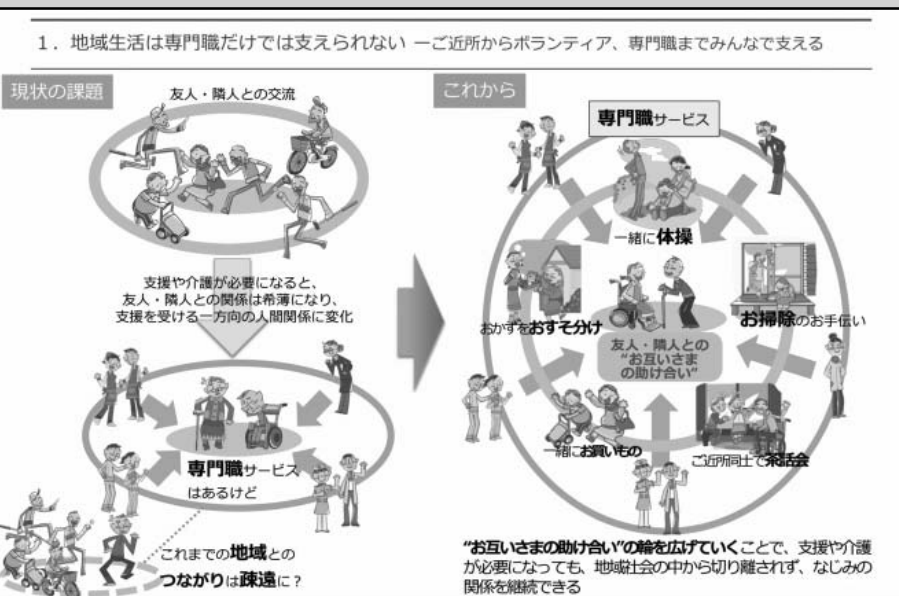 1．地域生活は専門職だけでは支えられない ーご近所からボランティア、専門職までみんなで支える
現状の課題
友人・隣人との交流
支援や介護が必要になると、
友人・隣人との関係は希薄になり、
支援を受ける一方向の人間関係に変化
専門職サービス
はあるけど
これまでの地域との
つながりは疎遠に？
これから
専門職サービス
一緒に体操
おかずをおすそ分け
お掃除のお手伝い
友人・隣人との
“お互いさま
の助け合い”
一緒にお買いもの
ご近所同士で茶話会
“お互いさまの助け合い”の輪を広げていくことで、支援や介護
が必要になっても、地域社会の中から切り離されず、なじみの
関係を継続できる